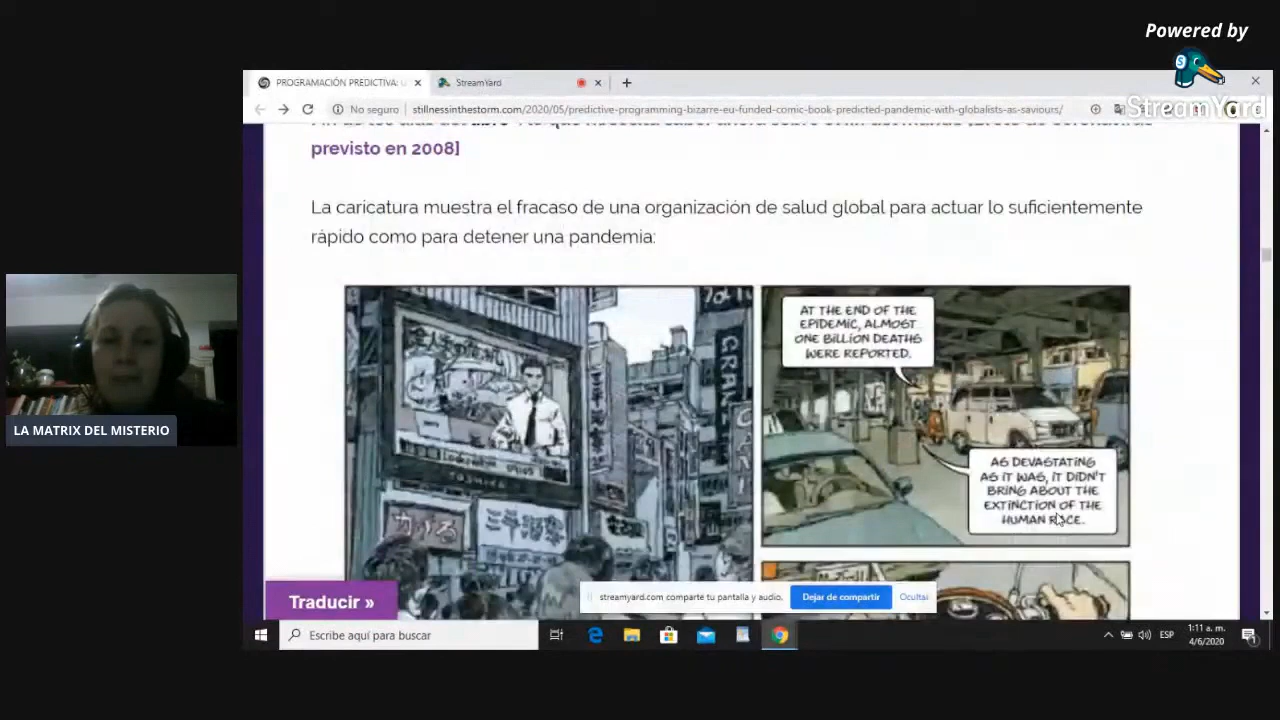 Powered by
StreamYard
PROGRAMACIÓN PREDICTIVA:
StreamYard
No seguro
stillnessinthestorm.com/2020/05/predictive-programming-bizarre-eu-funded-comic-book-predicted-pandemic-with-globalists-as-saviours/
previsto en 2008]
La caricatura muestra el fracaso de una organización de salud global para actuar lo suficientemente
rápido como para detener una pandemia:
AT THE END OF THE
EPIDEMIC, ALMOST
ONE BILLION DEATHS
WERE REPORTED.
AS DEVASTATING
AS IT WAS, IT DIDN'T
BRING ABOUT THE
EXTINCTION OF THE
HUMAN RACE.
TOSHIBA
LA MATRIX DEL MISTERIO
Traducir »
streamyard.com comparte tu pantalla y audio.
Dejar de compartir
Ocultar
Escribe aquí para buscar
ESP
1:11 a. m.
4/6/2020